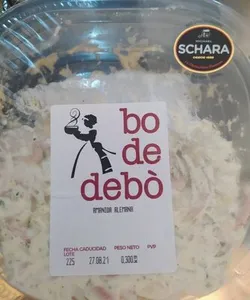 SCHARA
bo
de
debò
AMANIDA ALEMANA
FECHA CADUCIDAD PESO NETO PVP
LOTE
225 27.08.21 0,300